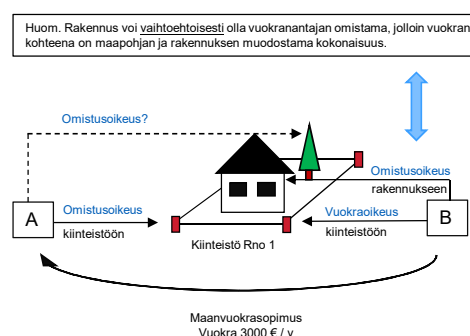 Huom. Rakennus voi vaihtoehtoisesti olla vuokranantajan omistama, jolloin vuokran
kohteena on maapohjan ja rakennuksen muodostama kokonaisuus.
Omistusoikeus?
Omistusoikeus
rakennukseen
A
Omistusoikeus
kiinteistöön
Vuokraoikeus
kiinteistöön
B
Kiinteistö Rno 1
Maanvuokrasopimus
Vuokra 3000 € / v